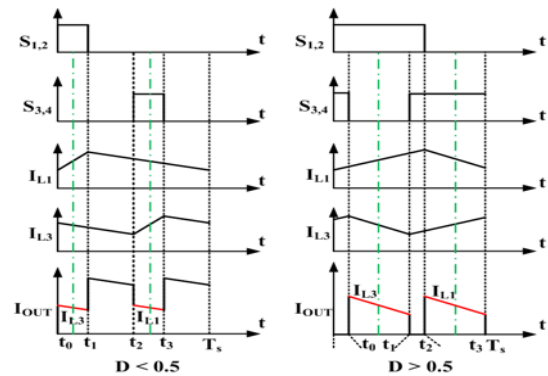 S1,2 t
S3,4 t
IL1 t
IL3 t
IOUT IL3 IL1 t
t0 t1 t2 t3 Ts
D < 0.5
S1,2 t
S3,4 t
IL1 t
IL3 t
IOUT IL3 IL1 t
t0 t1 t2 t3 Ts
D > 0.5